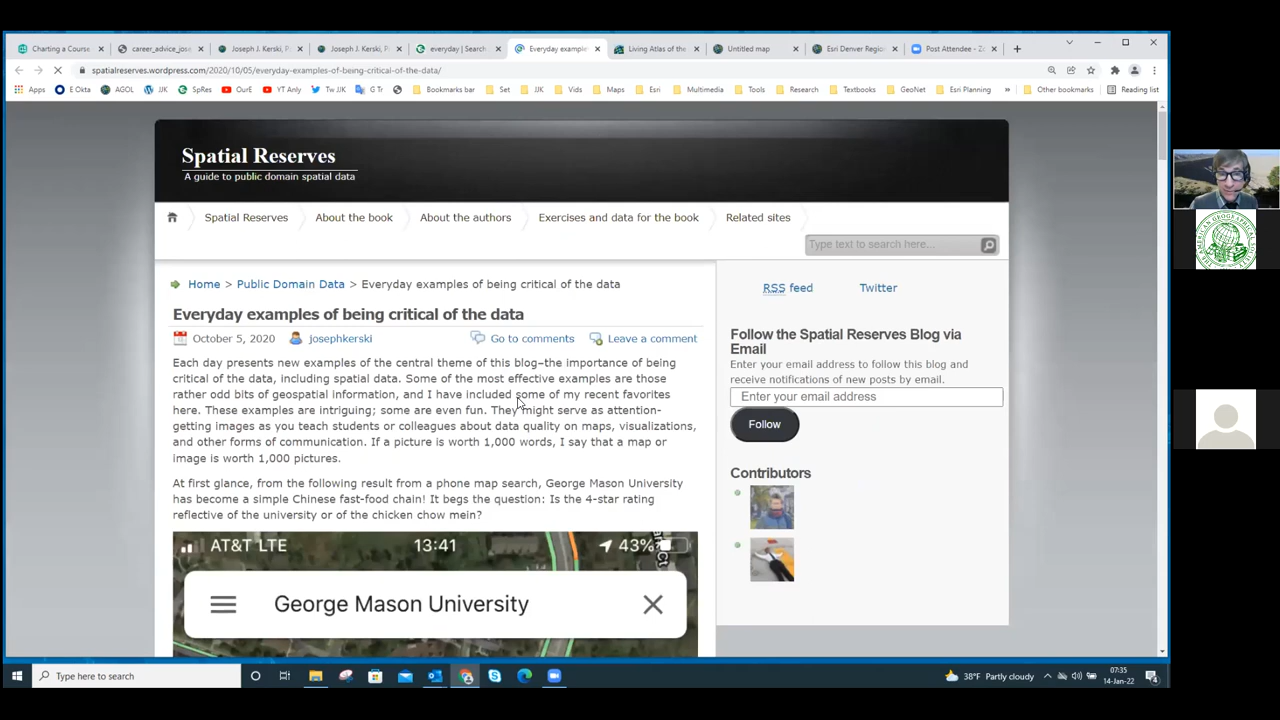 Charting a Course
career_advice_jos
Joseph J. Kerski, P
Joseph J. Kerski, P
everyday | Search
Everyday example
Living Atlas of the
Untitled map
Esri Denver Regio
Post Attendee - Zo
spatialreserves.wordpress.com/2020/10/05/everyday-examples-of-being-critical-of-the-data/
Apps
E Okta
AGOL
JJK
SpRes
OurE
YT Anly
Tw JJK
G Tr
Bookmarks bar
Set
JJK
Vids
Maps
Esri
Multimedia
Tools
Research
Textbooks
GeoNet
Esri Planning
»
Other bookmarks
Reading list
Spatial Reserves
A guide to public domain spatial data
Spatial Reserves
About the book
About the authors
Exercises and data for the book
Related sites
Type text to search here...
Home > Public Domain Data > Everyday examples of being critical of the data
RSS feed
Twitter
Everyday examples of being critical of the data
October 5, 2020
josephkerski
Go to comments
Leave a comment
Each day presents new examples of the central theme of this blog–the importance of being
critical of the data, including spatial data. Some of the most effective examples are those
rather odd bits of geospatial information, and I have included some of my recent favorites
here. These examples are intriguing; some are even fun. They might serve as attention-
getting images as you teach students or colleagues about data quality on maps, visualizations,
and other forms of communication. If a picture is worth 1,000 words, I say that a map or
image is worth 1,000 pictures.
At first glance, from the following result from a phone map search, George Mason University
has become a simple Chinese fast-food chain! It begs the question: Is the 4-star rating
reflective of the university or of the chicken chow mein?
AT&T LTE
13:41
43%
Ct
George Mason University
Follow the Spatial Reserves Blog via
Email
Enter your email address to follow this blog and
receive notifications of new posts by email.
Enter your email address
Follow
Contributors
THE AMERICAN GEOGRAPHICAL SOCIETY
Type here to search
38°F Partly cloudy
07:35
14-Jan-22
4